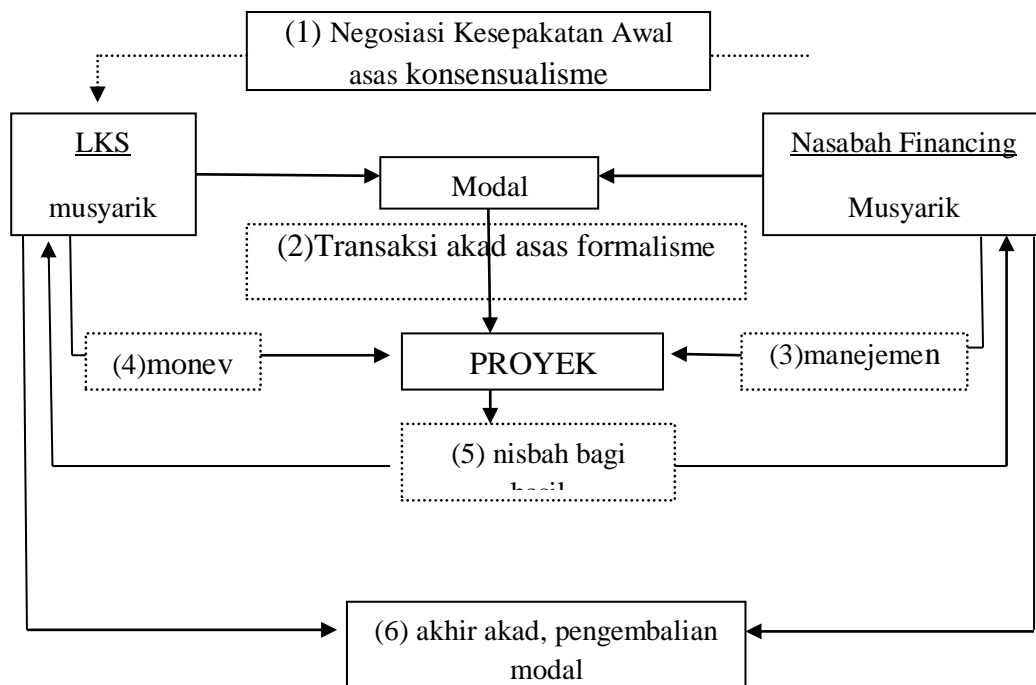 (1) Negosiasi Kesepakatan Awal
asas konsensualisme
LKS
musyarik
Nasabah Financing
Musyarik
Modal
(2)Transaksi akad asas formalisme
(4)monev
PROYEK
(3)manejemen
(5) nisbah bagi
(6) akhir akad, pengembalian
modal